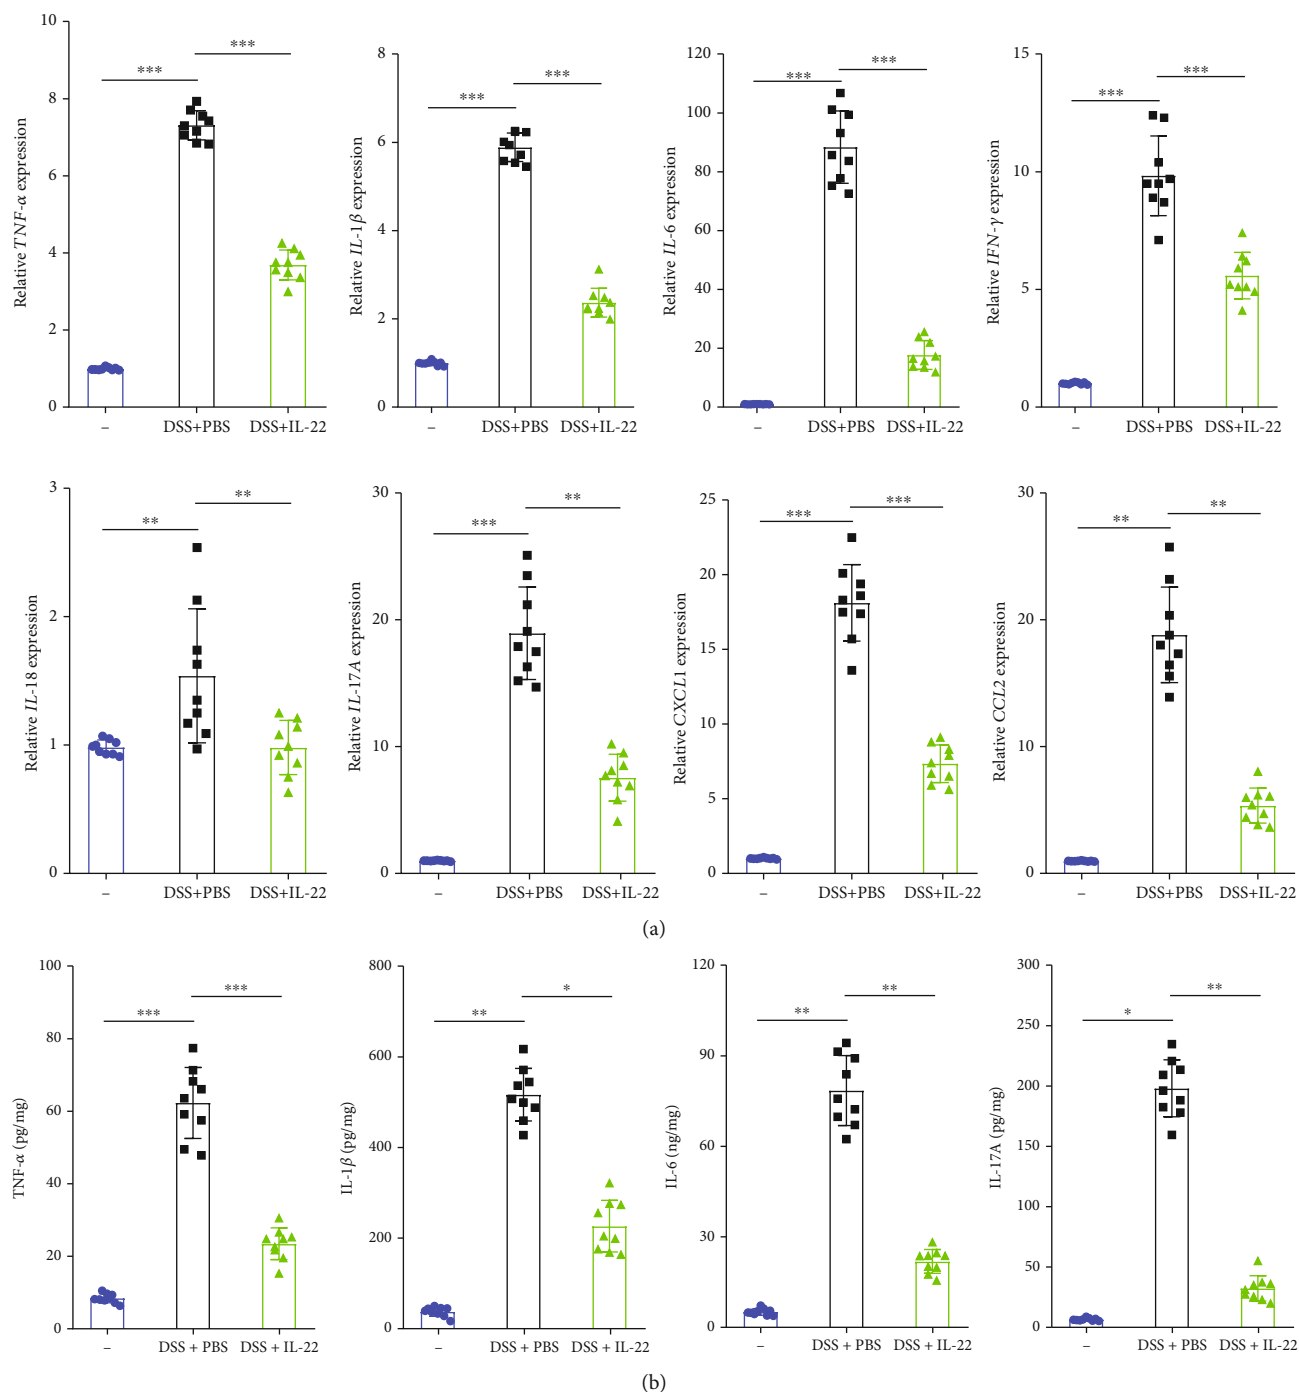 Relative TNF-α expression
10
8
6
4
2
0
***
***
–
DSS+PBS
DSS+IL-22
Relative IL-1β expression
8
6
4
2
0
***
***
–
DSS+PBS
DSS+IL-22
Relative IL-6 expression
120
100
80
60
40
20
0
***
***
–
DSS+PBS
DSS+IL-22
Relative IFN-γ expression
15
10
5
0
***
***
–
DSS+PBS
DSS+IL-22
Relative IL-18 expression
3
2
1
0
**
**
–
DSS+PBS
DSS+IL-22
Relative IL-17A expression
30
20
10
0
***
**
–
DSS+PBS
DSS+IL-22
Relative CXCL1 expression
25
20
15
10
5
0
***
***
–
DSS+PBS
DSS+IL-22
Relative CCL2 expression
30
20
10
0
**
**
–
DSS+PBS
DSS+IL-22
(a)
TNF-α (pg/mg)
100
80
60
40
20
0
***
***
–
DSS + PBS
DSS + IL-22
IL-1β (pg/mg)
800
600
400
200
0
**
*
–
DSS + PBS
DSS + IL-22
IL-6 (ng/mg)
120
90
60
30
0
**
**
–
DSS + PBS
DSS + IL-22
IL-17A (pg/mg)
300
250
200
150
100
50
0
*
**
–
DSS + PBS
DSS + IL-22
(b)